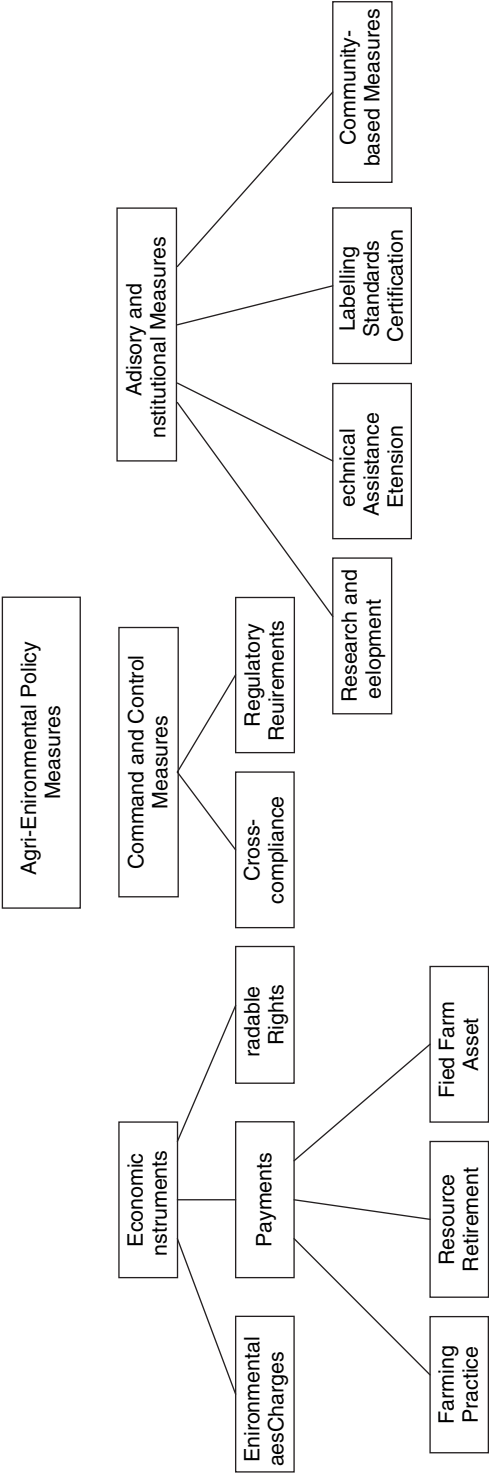 Agri-Enironmental Policy
Measures
Economic
nstruments
Command and Control
Measures
Adisory and
nstitutional Measures
Enironmental
aesCharges
Payments
radable
Rights
Cross-
compliance
Regulatory
Reuirements
Research and
eelopment
echnical
Assistance
Etension
Labelling
Standards
Certification
Community-
based Measures
Farming
Practice
Resource
Retirement
Fied Farm
Asset